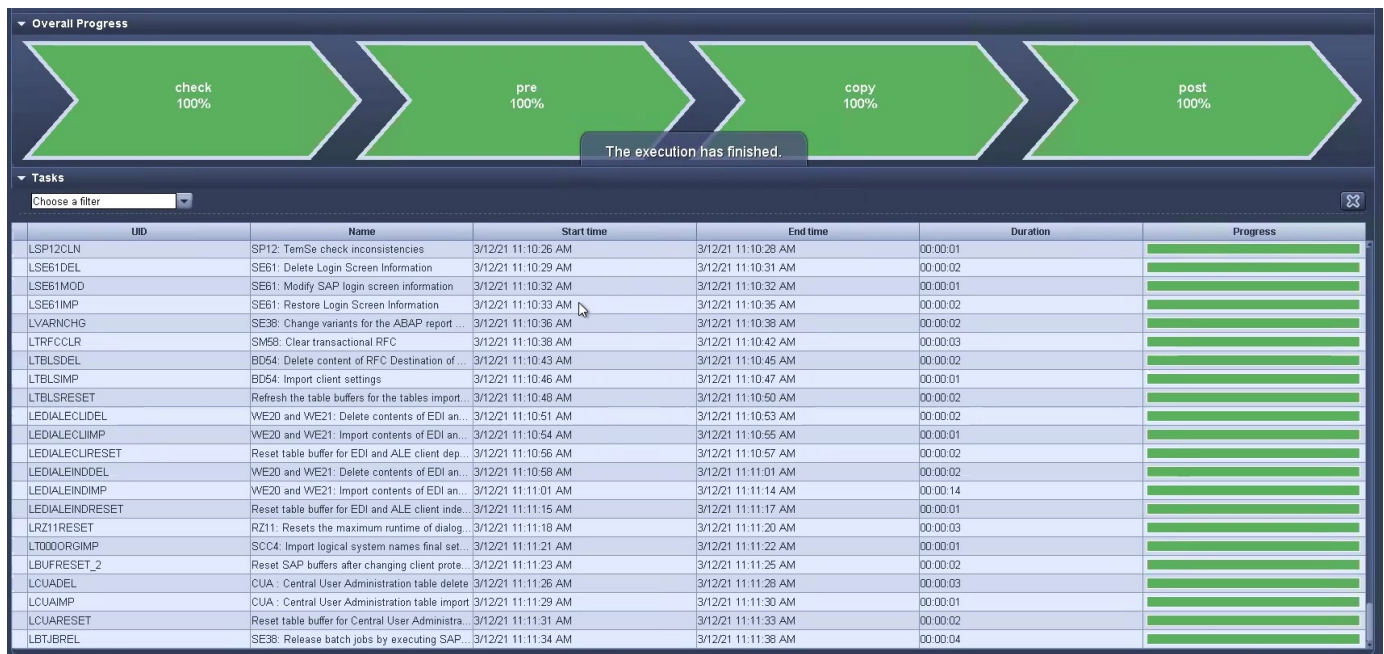 Overall Progress
check
100%
pre
100%
copy
100%
post
100%
The execution has finished.
Tasks
Choose a filter
UID Name Start time End time Duration Progress
LSP12CLN SP12: TemSe check inconsistencies 3/12/21 11:10:26 AM 3/12/21 11:10:28 AM 00:00:01
LSE61DEL SE61: Delete Login Screen Information 3/12/21 11:10:29 AM 3/12/21 11:10:31 AM 00:00:02
LSE61MOD SE61: Modify SAP login screen information 3/12/21 11:10:32 AM 3/12/21 11:10:32 AM 00:00:01
LSE61IMP SE61: Restore Login Screen Information 3/12/21 11:10:33 AM 3/12/21 11:10:35 AM 00:00:02
LVARNCHG SE38: Change variants for the ABAP report ... 3/12/21 11:10:36 AM 3/12/21 11:10:38 AM 00:00:02
LTRFCCLR SM58: Clear transactional RFC 3/12/21 11:10:38 AM 3/12/21 11:10:42 AM 00:00:03
LTBLSDEL BD54: Delete content of RFC Destination of ... 3/12/21 11:10:43 AM 3/12/21 11:10:45 AM 00:00:02
LTBLSIMP BD54: Import client settings 3/12/21 11:10:46 AM 3/12/21 11:10:47 AM 00:00:01
LTBLSRESET Refresh the table buffers for the tables import... 3/12/21 11:10:48 AM 3/12/21 11:10:50 AM 00:00:02
LEDIALECLIDEL WE20 and WE21: Delete contents of EDI an... 3/12/21 11:10:51 AM 3/12/21 11:10:53 AM 00:00:02
LEDIALECLIIMP WE20 and WE21: Import contents of EDI an... 3/12/21 11:10:54 AM 3/12/21 11:10:55 AM 00:00:01
LEDIALECLIRESET Reset table buffer for EDI and ALE client dep... 3/12/21 11:10:56 AM 3/12/21 11:10:57 AM 00:00:02
LEDIALEINDDEL WE20 and WE21: Delete contents of EDI an... 3/12/21 11:10:58 AM 3/12/21 11:11:01 AM 00:00:02
LEDIALEINDIMP WE20 and WE21: Import contents of EDI an... 3/12/21 11:11:01 AM 3/12/21 11:11:14 AM 00:00:14
LEDIALEINDRESET Reset table buffer for EDI and ALE client inde... 3/12/21 11:11:15 AM 3/12/21 11:11:17 AM 00:00:01
LRZ11RESET RZ11: Resets the maximum runtime of dialog... 3/12/21 11:11:18 AM 3/12/21 11:11:20 AM 00:00:03
LT000ORGIMP SCC4: Import logical system names final set... 3/12/21 11:11:21 AM 3/12/21 11:11:22 AM 00:00:01
LBUFRESET_2 Reset SAP buffers after changing client prote... 3/12/21 11:11:23 AM 3/12/21 11:11:25 AM 00:00:02
LCUADEL CUA : Central User Administration table delete 3/12/21 11:11:26 AM 3/12/21 11:11:28 AM 00:00:03
LCUAIMP CUA : Central User Administration table import 3/12/21 11:11:29 AM 3/12/21 11:11:30 AM 00:00:01
LCUARESET Reset table buffer for Central User Administra... 3/12/21 11:11:31 AM 3/12/21 11:11:33 AM 00:00:02
LBTJBREL SE38: Release batch jobs by executing SAP... 3/12/21 11:11:34 AM 3/12/21 11:11:38 AM 00:00:04